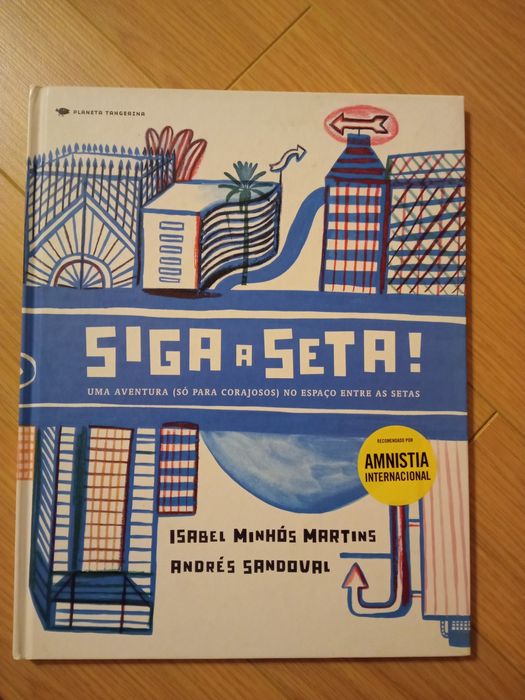 PLANETA TANGERINA
SIGA A SETA!
UMA AVENTURA (SÓ PARA CORAJOSOS) NO ESPAÇO ENTRE AS SETAS
RECOMENDADO POR
AMNISTIA
INTERNACIONAL
ISABEL MINHÓS MARTINS
ANDRÉS SANDOVAL